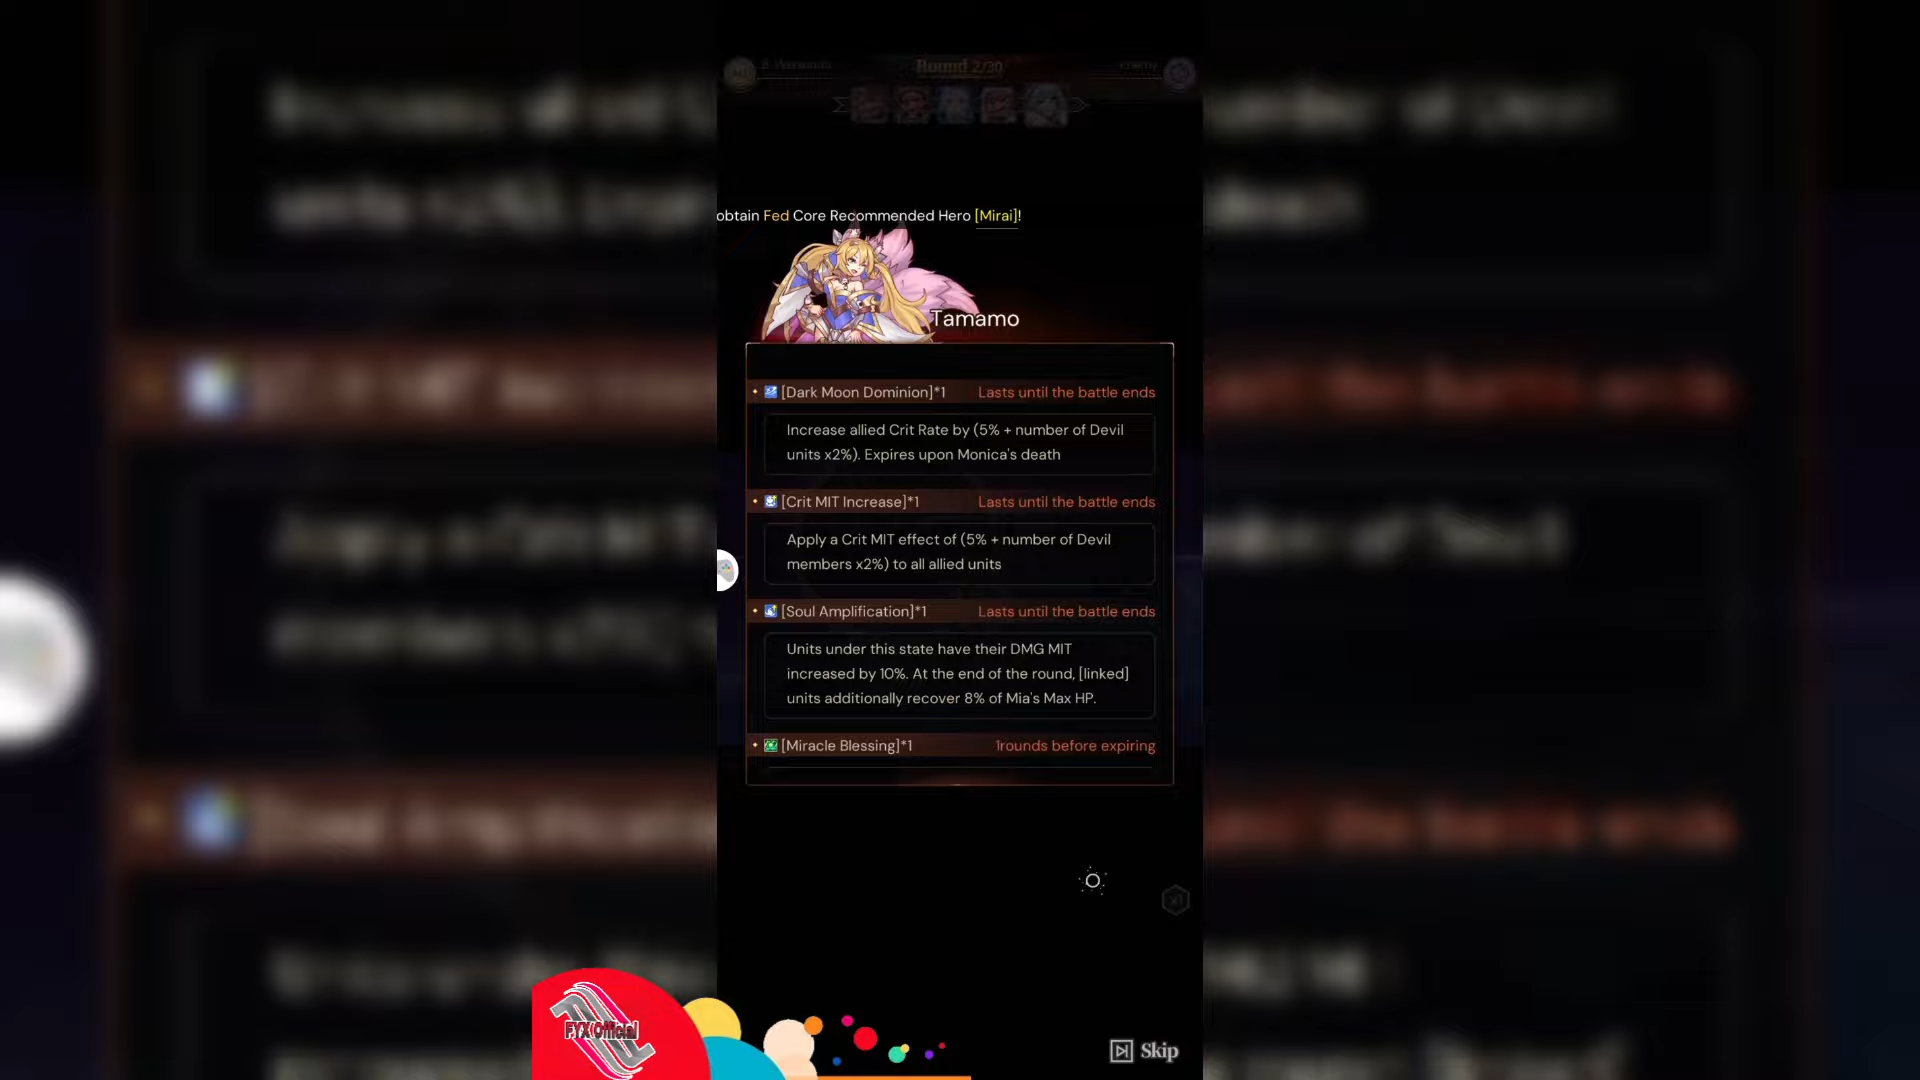 Round 2/30
Enemy
obtain Fed Core Recommended Hero [Mirai]!
Tamamo
[Dark Moon Dominion]*1 Lasts until the battle ends
Increase allied Crit Rate by (5% + number of Devil
units x2%). Expires upon Monica's death
[Crit MIT Increase]*1 Lasts until the battle ends
Apply a Crit MIT effect of (5% + number of Devil
members x2%) to all allied units
[Soul Amplification]*1 Lasts until the battle ends
Units under this state have their DMG MIT
increased by 10%. At the end of the round, [linked]
units additionally recover 8% of Mia's Max HP.
[Miracle Blessing]*1 1rounds before expiring
x1
FYX Official
Skip